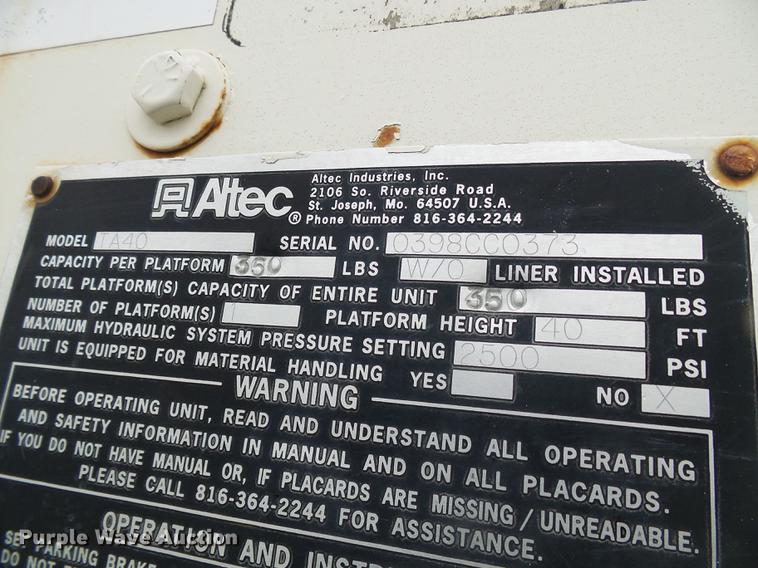 Altec®
Altec Industries, Inc.
2106 So. Riverside Road
St. Joseph, Mo. 64507 U.S.A.
Phone Number 816-364-2244
MODEL TA40 SERIAL NO. 0398CC0373
CAPACITY PER PLATFORM 350 LBS W/O LINER INSTALLED
TOTAL PLATFORM(S) CAPACITY OF ENTIRE UNIT 350 LBS
NUMBER OF PLATFORM(S) 1 PLATFORM HEIGHT 40 FT
MAXIMUM HYDRAULIC SYSTEM PRESSURE SETTING 2500 PSI
UNIT IS EQUIPPED FOR MATERIAL HANDLING YES NO X
WARNING
BEFORE OPERATING UNIT, READ AND UNDERSTAND ALL OPERATING
AND SAFETY INFORMATION IN MANUAL AND ON ALL PLACARDS.
IF YOU DO NOT HAVE MANUAL OR, IF PLACARDS ARE MISSING/UNREADABLE.
PLEASE CALL 816-364-2244 FOR ASSISTANCE.
OPERATION AND
SET PARKING BRAKE
DO NOT
Purple Wave Auction